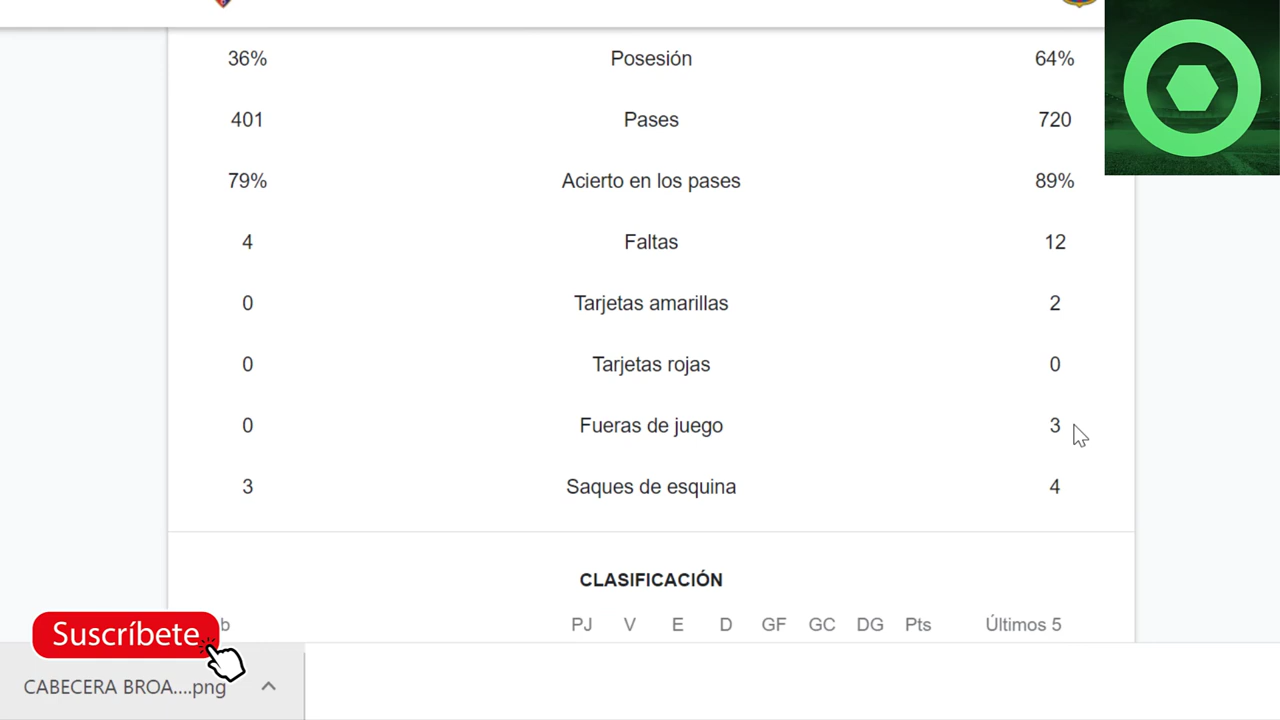 36% Posesión 64%
401 Pases 720
79% Acierto en los pases 89%
4 Faltas 12
0 Tarjetas amarillas 2
0 Tarjetas rojas 0
0 Fueras de juego 3
3 Saques de esquina 4
CLASIFICACIÓN
b PJ V E D GF GC DG Pts Últimos 5
Suscríbete
CABECERA BROA....png